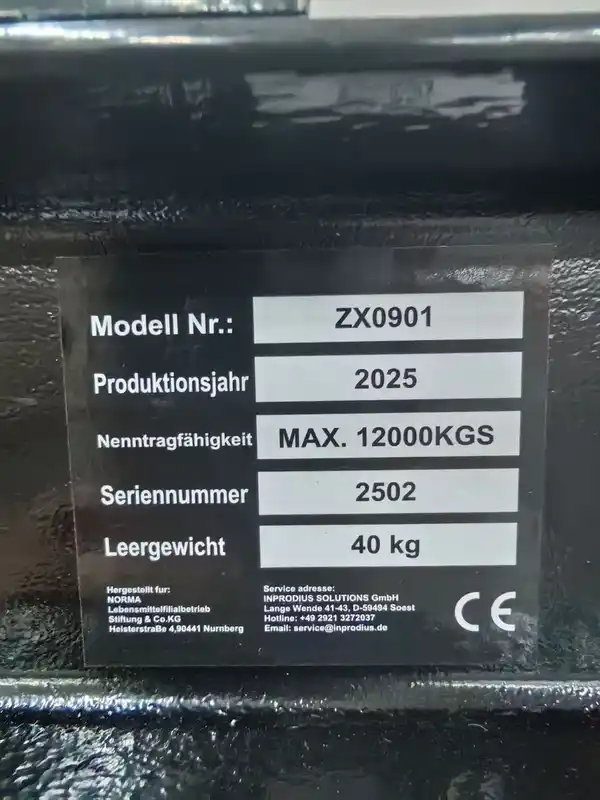 Modell Nr.: ZX0901
Produktionsjahr 2025
Nenntragfähigkeit MAX. 12000KGS
Seriennummer 2502
Leergewicht 40 kg
Hergestellt fur:
NORMA
Lebensmittelfilialbetrieb
Stiftung & Co.KG
Heisterstraße 4,90441 Nurnberg
Service adresse:
INPRODIUS SOLUTIONS GmbH
Lange Wende 41-43, D-59494 Soest
Hotline: +49 2921 3272037
Email: service@inprodius.de
CE